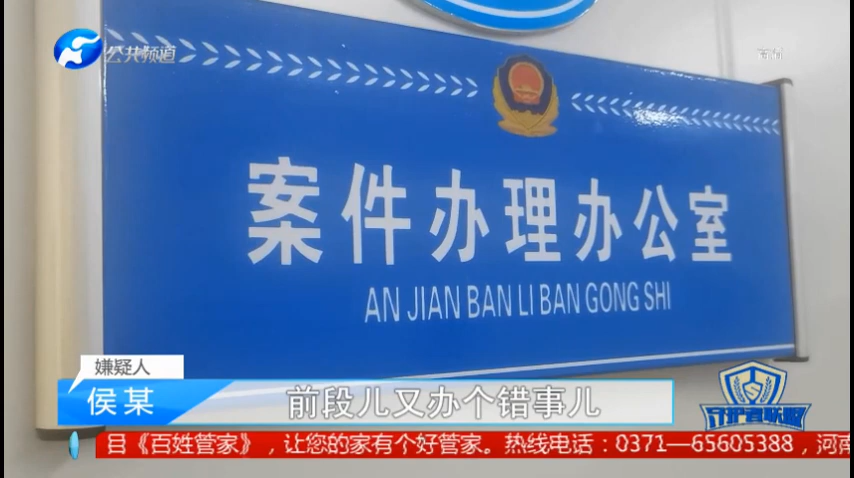 公共频道
案件办理办公室
AN JIAN BAN LI BAN GONG SHI
嫌疑人
侯某
前段儿又办个错事儿
守护者联盟
吕《百姓管家》，让您的家有个好管家。热线电话：0371—65605388，河南